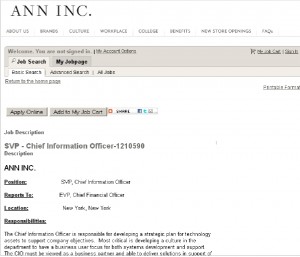 ANN INC.
ABOUT US BRANDS CULTURE WORKPLACE COLLEGE BENEFITS NEW STORE OPENINGS FAQs
Welcome. You are not signed in. | My Account Options
My Job Cart | Sign In
Job Search My Jobpage
Basic Search | Advanced Search | All Jobs
Return to the home page
Printable Format
Apply Online Add to My Job Cart SHARE
Job Description
SVP - Chief Information Officer-1210590
Description
ANN INC.
Position: SVP, Chief Information Officer
Reports To: EVP, Chief Financial Officer
Location: New York, New York
Responsibilities:
The Chief Information Officer is responsible for developing a strategic plan for technology
assets to support company objectives. Most critical is developing a culture in the
department to have a business user focus for both systems development and support.
The CIO must be viewed as a business partner and able to deliver solutions in support of